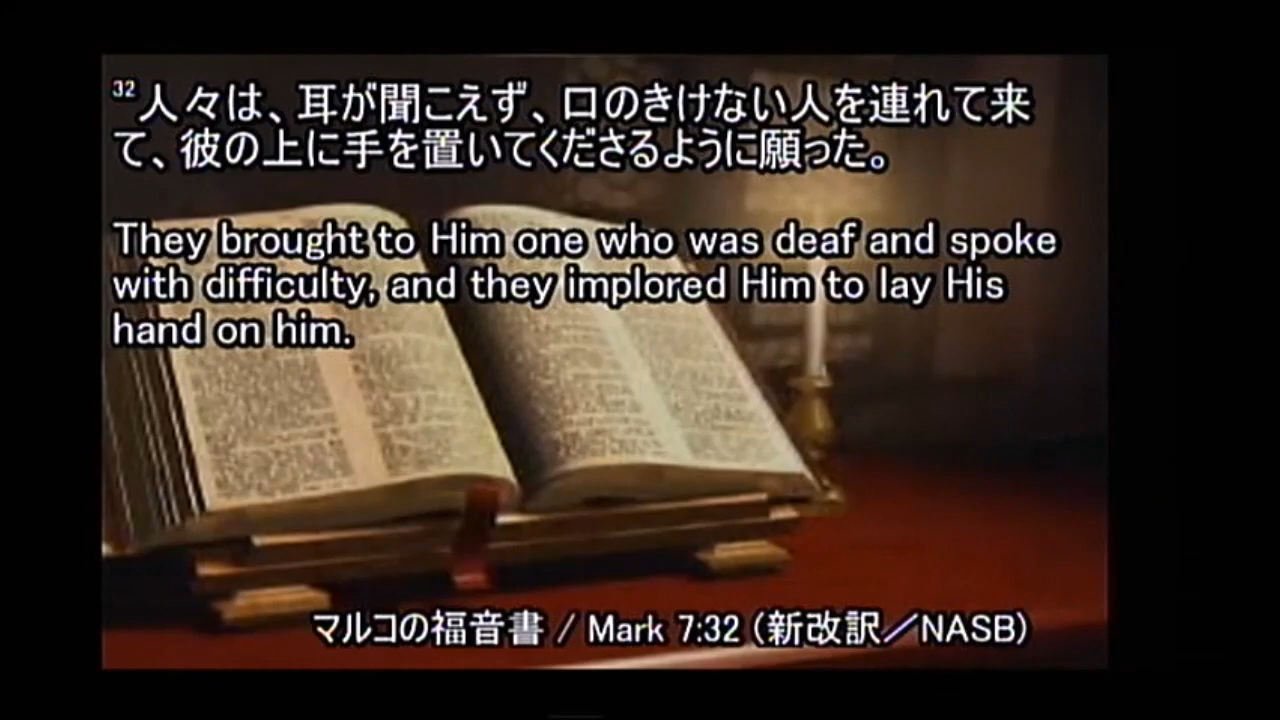 32 人々は、耳が聞こえず、口のきけない人を連れて来
て、彼の上に手を置いてくださるように願った。
They brought to Him one who was deaf and spoke
with difficulty, and they implored Him to lay His
hand on him.
マルコの福音書 / Mark 7:32 (新改訳／NASB)